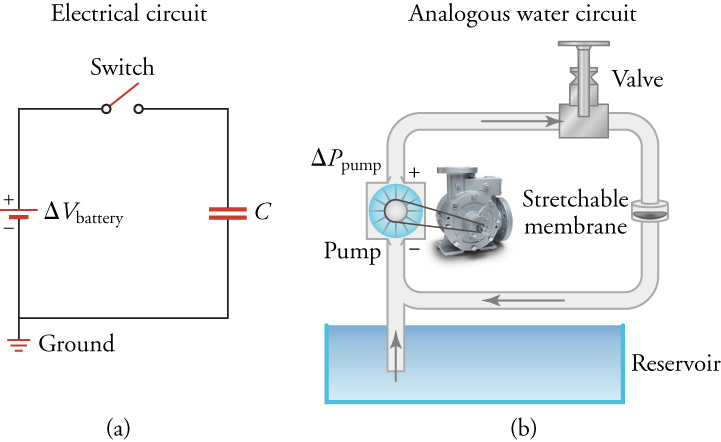 Electrical circuit
Switch
+
ΔVbattery
−
C
Ground
(a)
Analogous water circuit
Valve
ΔPpump
+
Stretchable
membrane
Pump
−
Reservoir
(b)